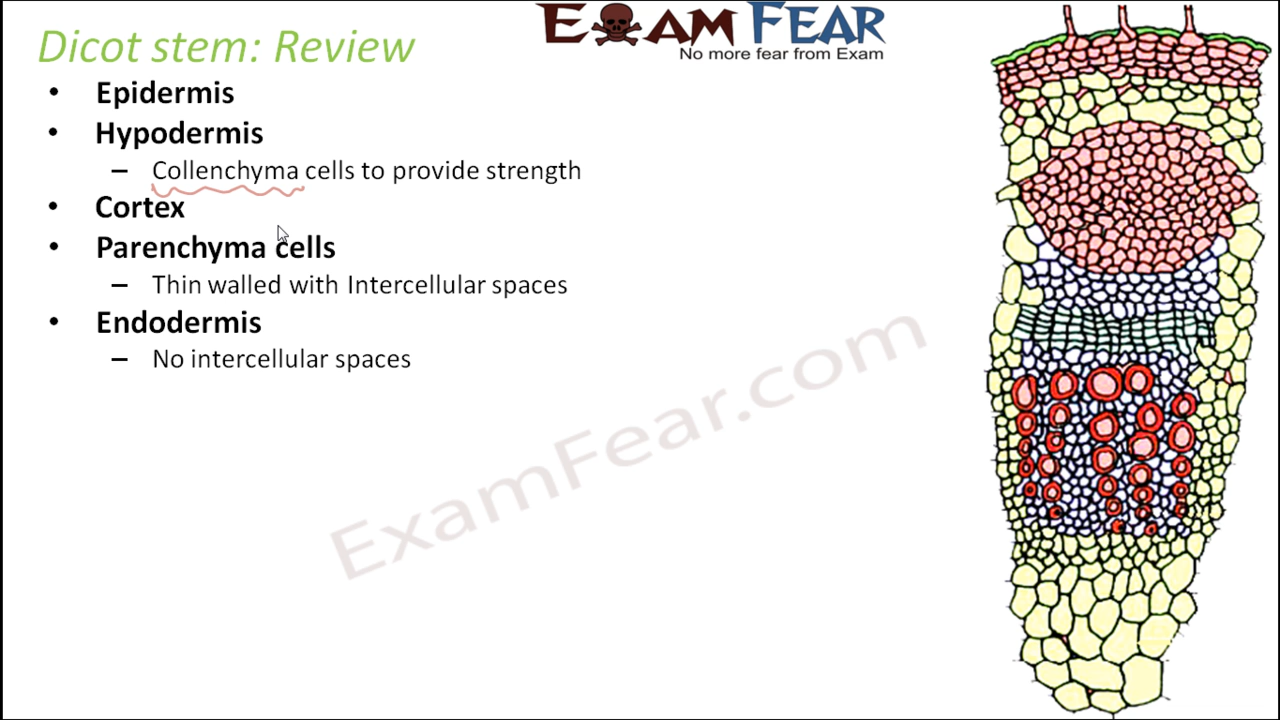 Dicot stem: Review
EXAM FEAR
No more fear from Exam
• Epidermis
• Hypodermis
– Collenchyma cells to provide strength
• Cortex
• Parenchyma cells
– Thin walled with Intercellular spaces
• Endodermis
– No intercellular spaces
ExamFear.com